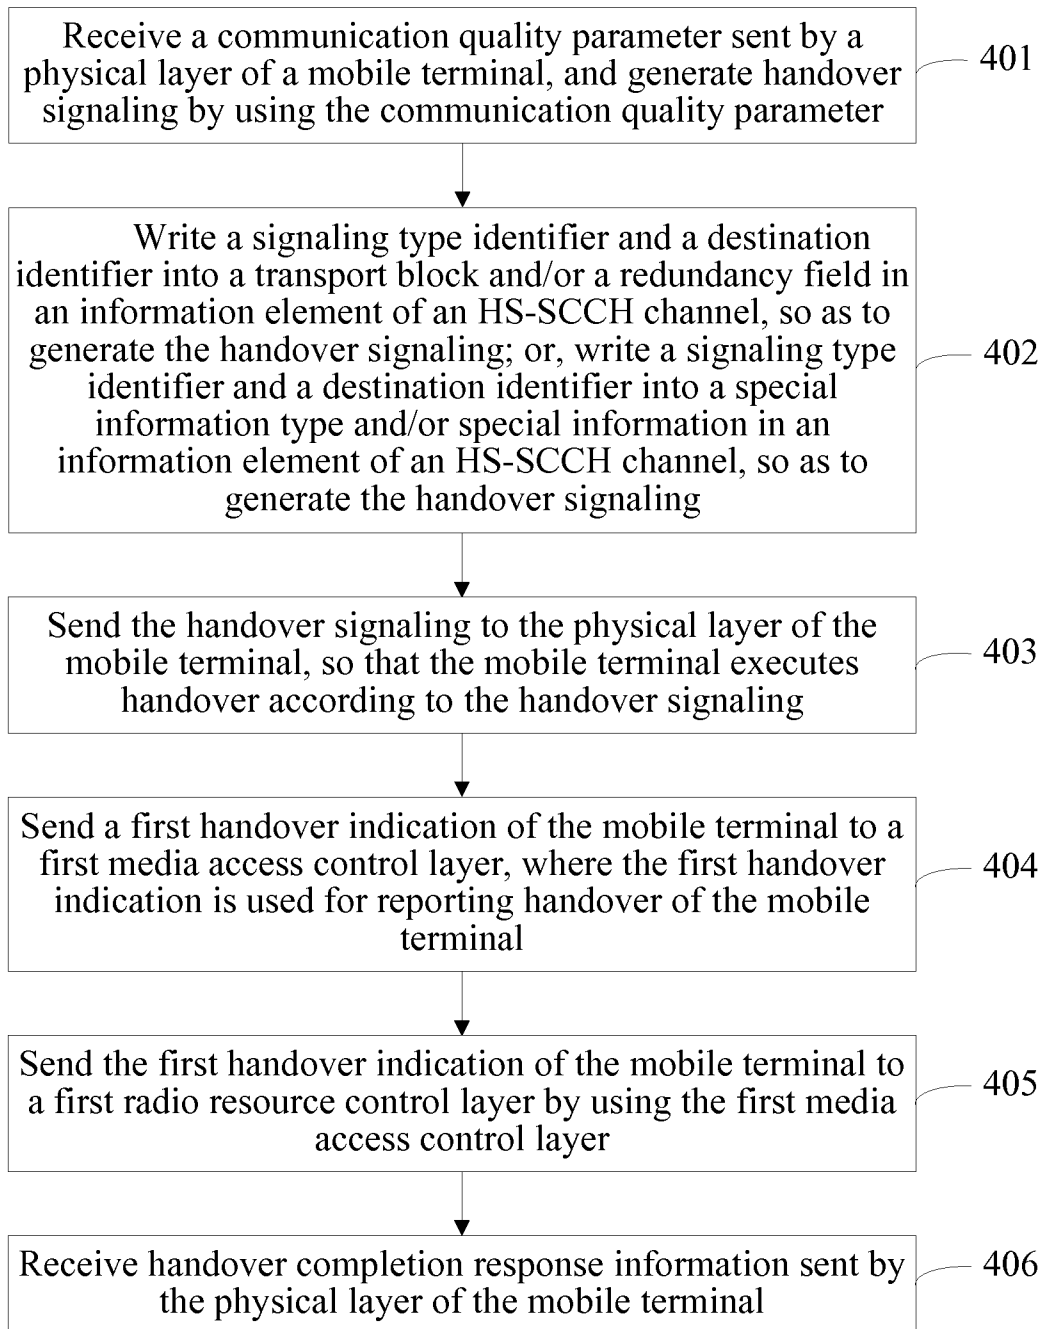 Receive a communication quality parameter sent by a
physical layer of a mobile terminal, and generate handover
signaling by using the communication quality parameter
401
Write a signaling type identifier and a destination
identifier into a transport block and/or a redundancy field in
an information element of an HS-SCCH channel, so as to
generate the handover signaling; or, write a signaling type
identifier and a destination identifier into a special
information type and/or special information in an
information element of an HS-SCCH channel, so as to
generate the handover signaling
402
Send the handover signaling to the physical layer of the
mobile terminal, so that the mobile terminal executes
handover according to the handover signaling
403
Send a first handover indication of the mobile terminal to a
first media access control layer, where the first handover
indication is used for reporting handover of the mobile
terminal
404
Send the first handover indication of the mobile terminal to
a first radio resource control layer by using the first media
access control layer
405
Receive handover completion response information sent by
the physical layer of the mobile terminal
406